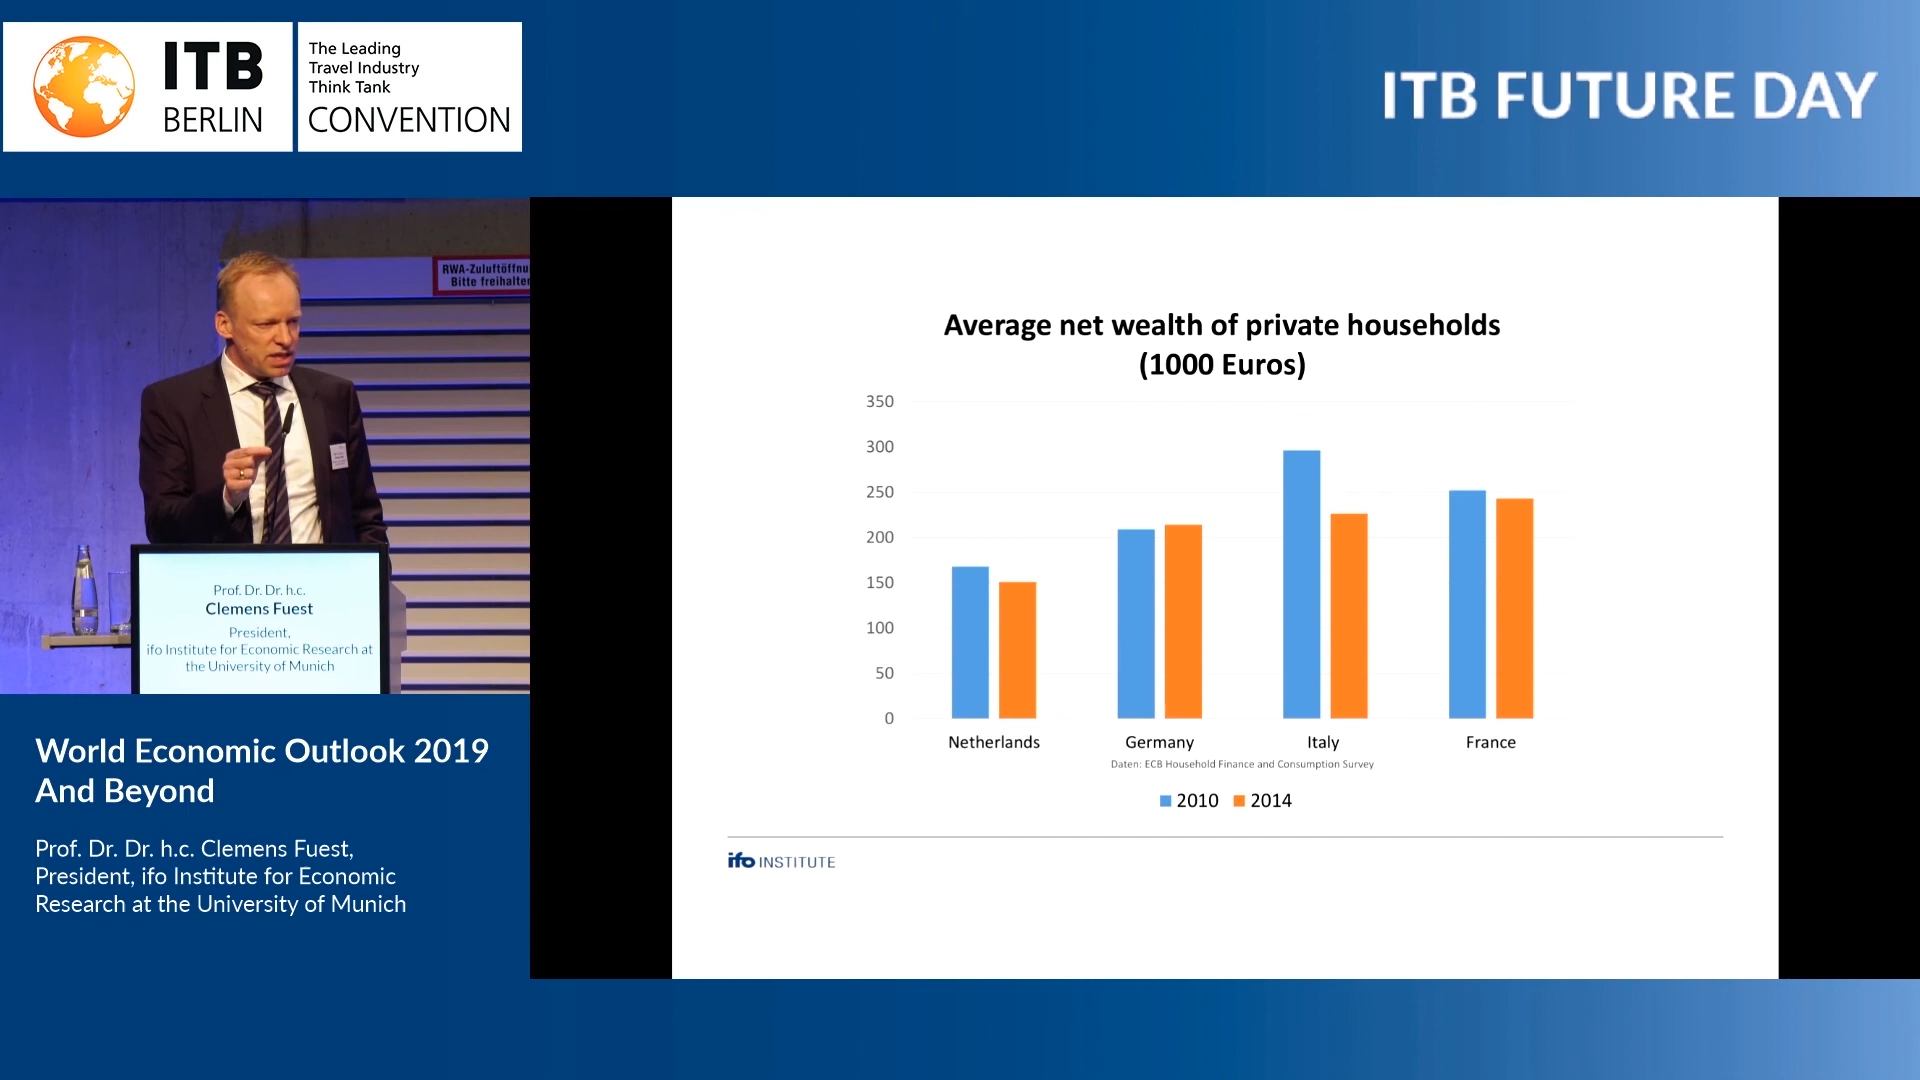 ITB
BERLIN
The Leading
Travel Industry
Think Tank
CONVENTION
ITB FUTURE DAY
RWA-Zuluftöffnu
Bitte freihalten
Prof. Dr. Dr. h.c.
Clemens Fuest
President,
ifo Institute for Economic Research at
the University of Munich
World Economic Outlook 2019
And Beyond
Prof. Dr. Dr. h.c. Clemens Fuest,
President, ifo Institute for Economic
Research at the University of Munich
Average net wealth of private households
(1000 Euros)
350
300
250
200
150
100
50
0
Netherlands Germany Italy France
Daten: ECB Household Finance and Consumption Survey
2010 2014
ifo INSTITUTE